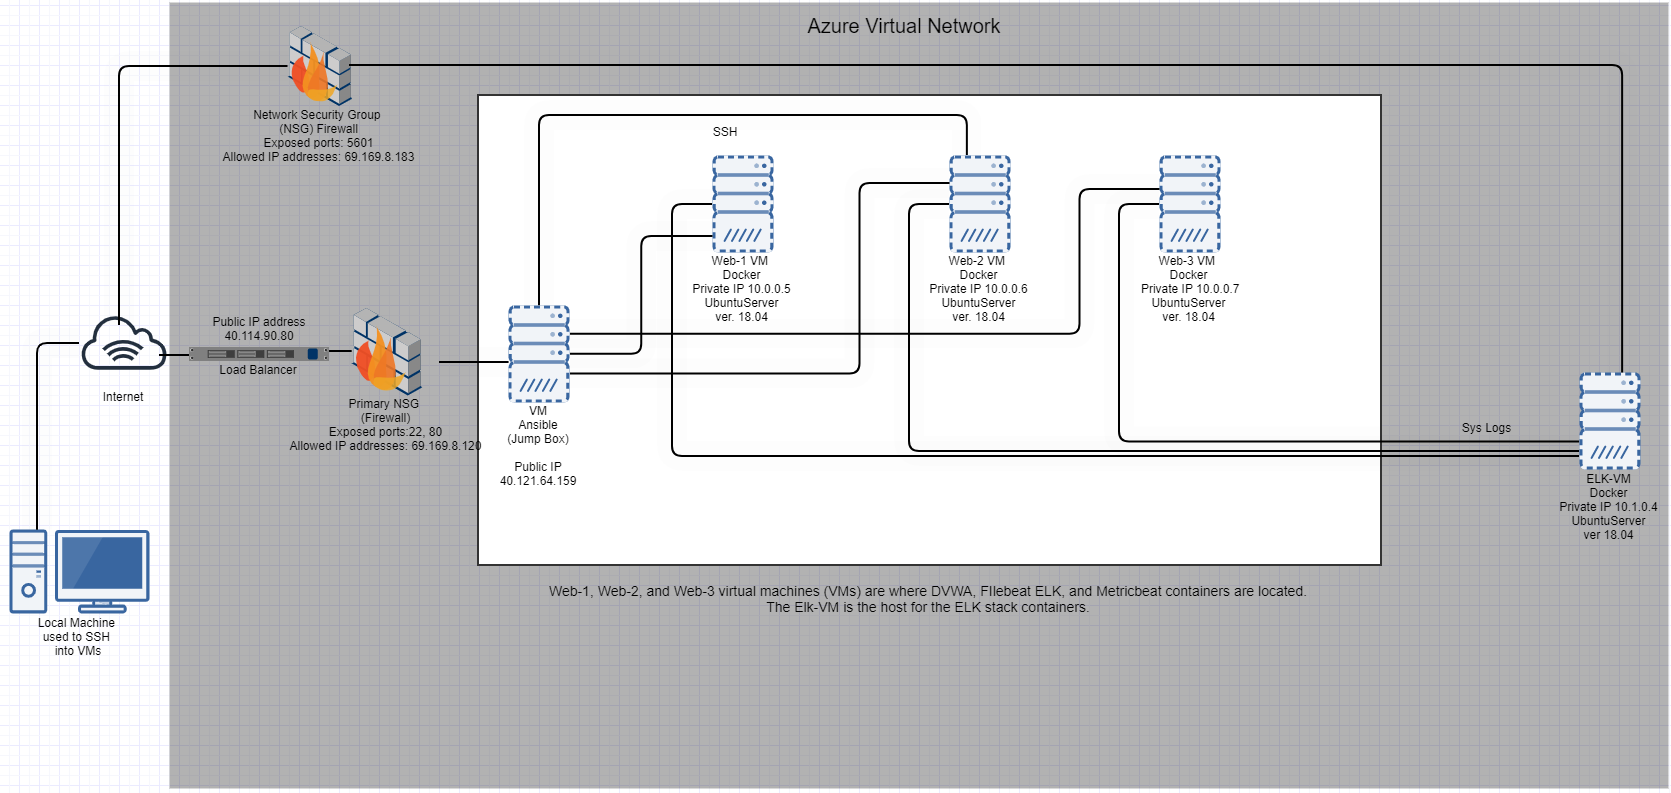 Azure Virtual Network
Network Security Group
(NSG) Firewall
Exposed ports: 5601
Allowed IP addresses: 69.169.8.183
SSH
Web-1 VM
Docker
Private IP 10.0.0.5
UbuntuServer
ver. 18.04
Web-2 VM
Docker
Private IP 10.0.0.6
UbuntuServer
ver. 18.04
Web-3 VM
Docker
Private IP 10.0.0.7
UbuntuServer
ver. 18.04
Public IP address
40.114.90.80
Load Balancer
Internet
Primary NSG
(Firewall)
Exposed ports:22, 80
Allowed IP addresses: 69.169.8.120
VM
Ansible
(Jump Box)
Public IP
40.121.64.159
Sys Logs
ELK-VM
Docker
Private IP 10.1.0.4
UbuntuServer
ver 18.04
Local Machine
used to SSH
into VMs
Web-1, Web-2, and Web-3 virtual machines (VMs) are where DVWA, FIlebeat ELK, and Metricbeat containers are located.
The Elk-VM is the host for the ELK stack containers.